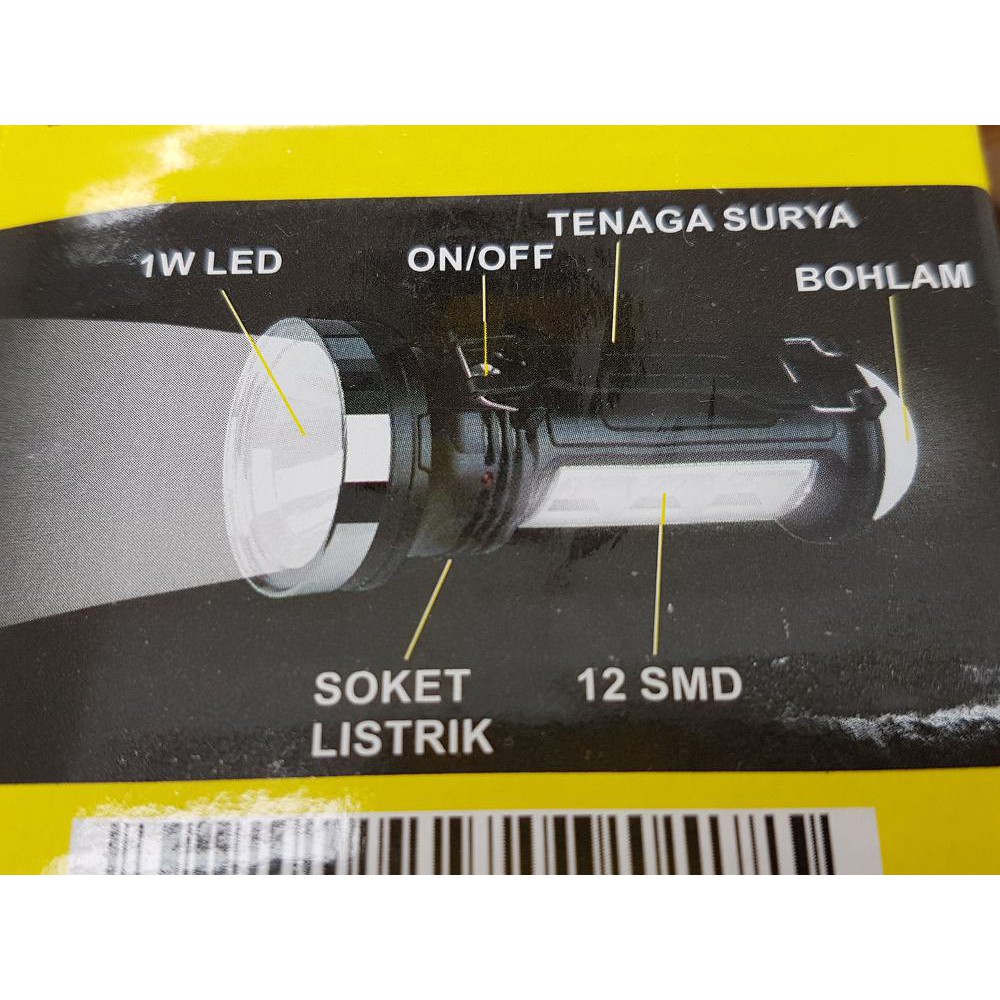 TENAGA SURYA
1W LED
ON/OFF
BOHLAM
SOKET
LISTRIK
12 SMD